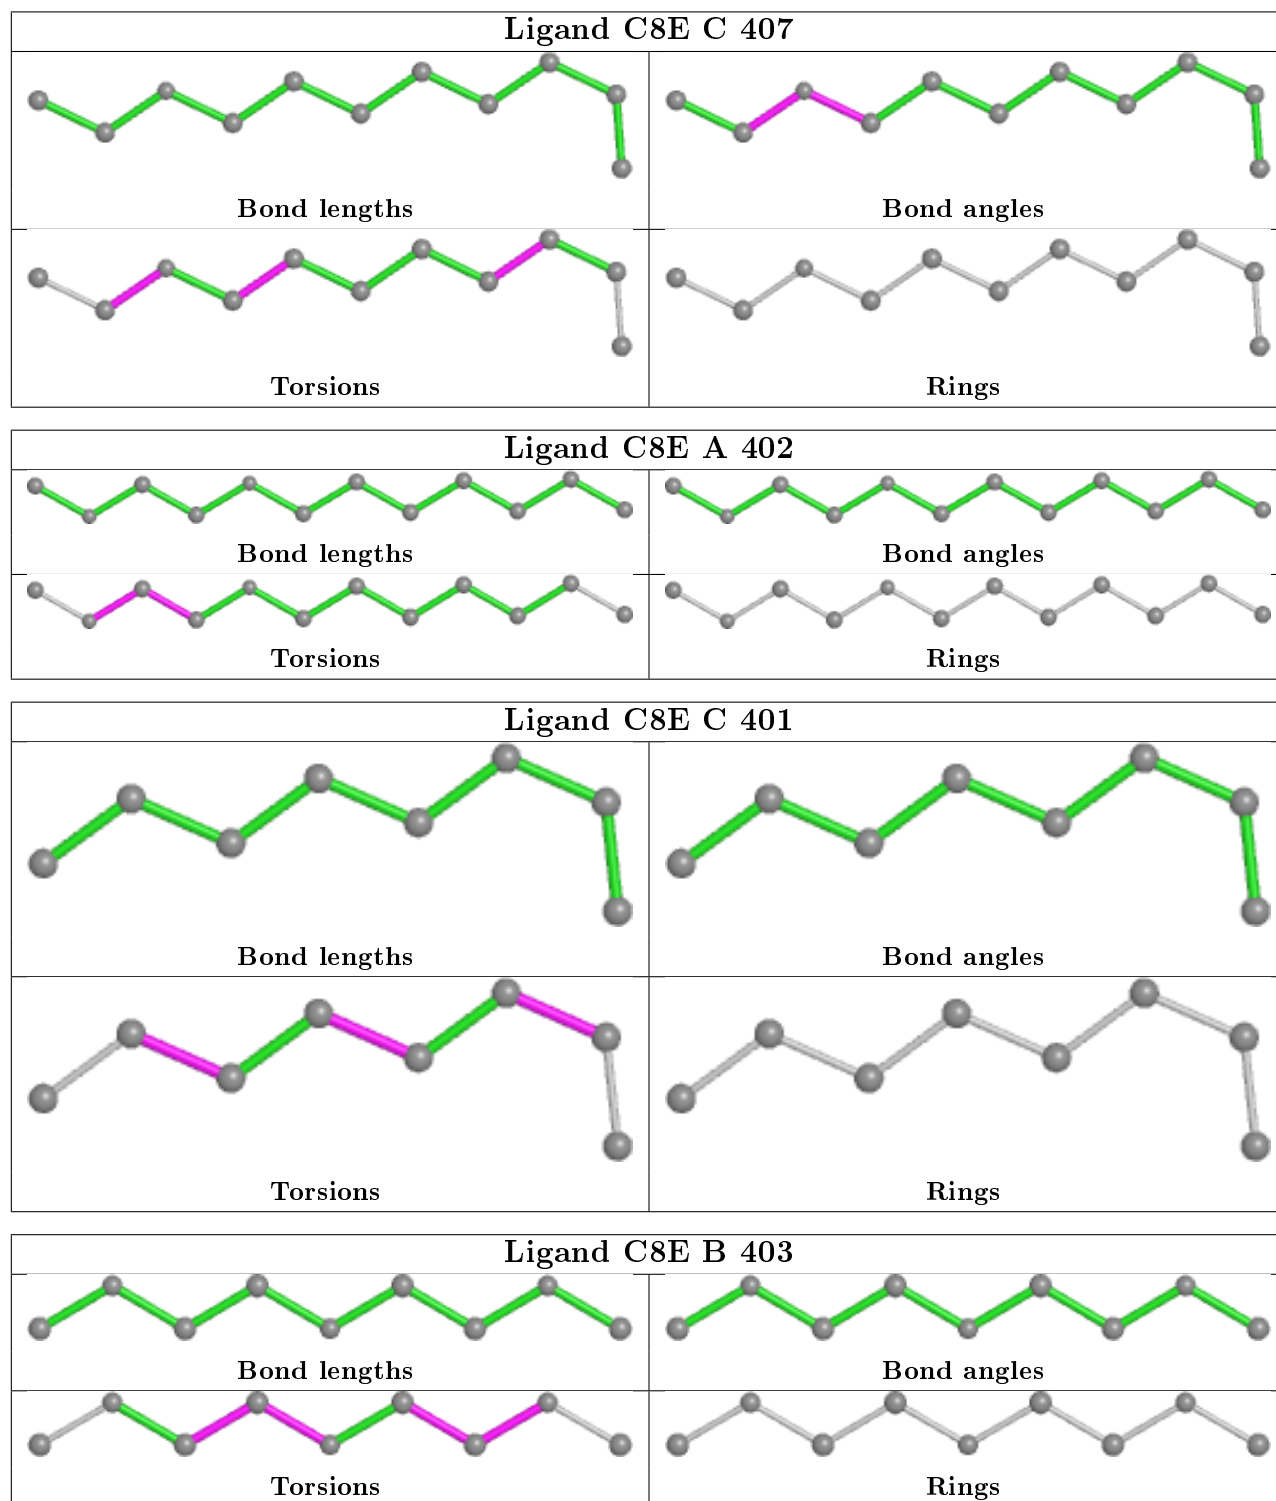 Ligand C8E C 407
Bond lengths
Bond angles
Torsions
Rings
Ligand C8E A 402
Bond lengths
Bond angles
Torsions
Rings
Ligand C8E C 401
Bond lengths
Bond angles
Torsions
Rings
Ligand C8E B 403
Bond lengths
Bond angles
Torsions
Rings